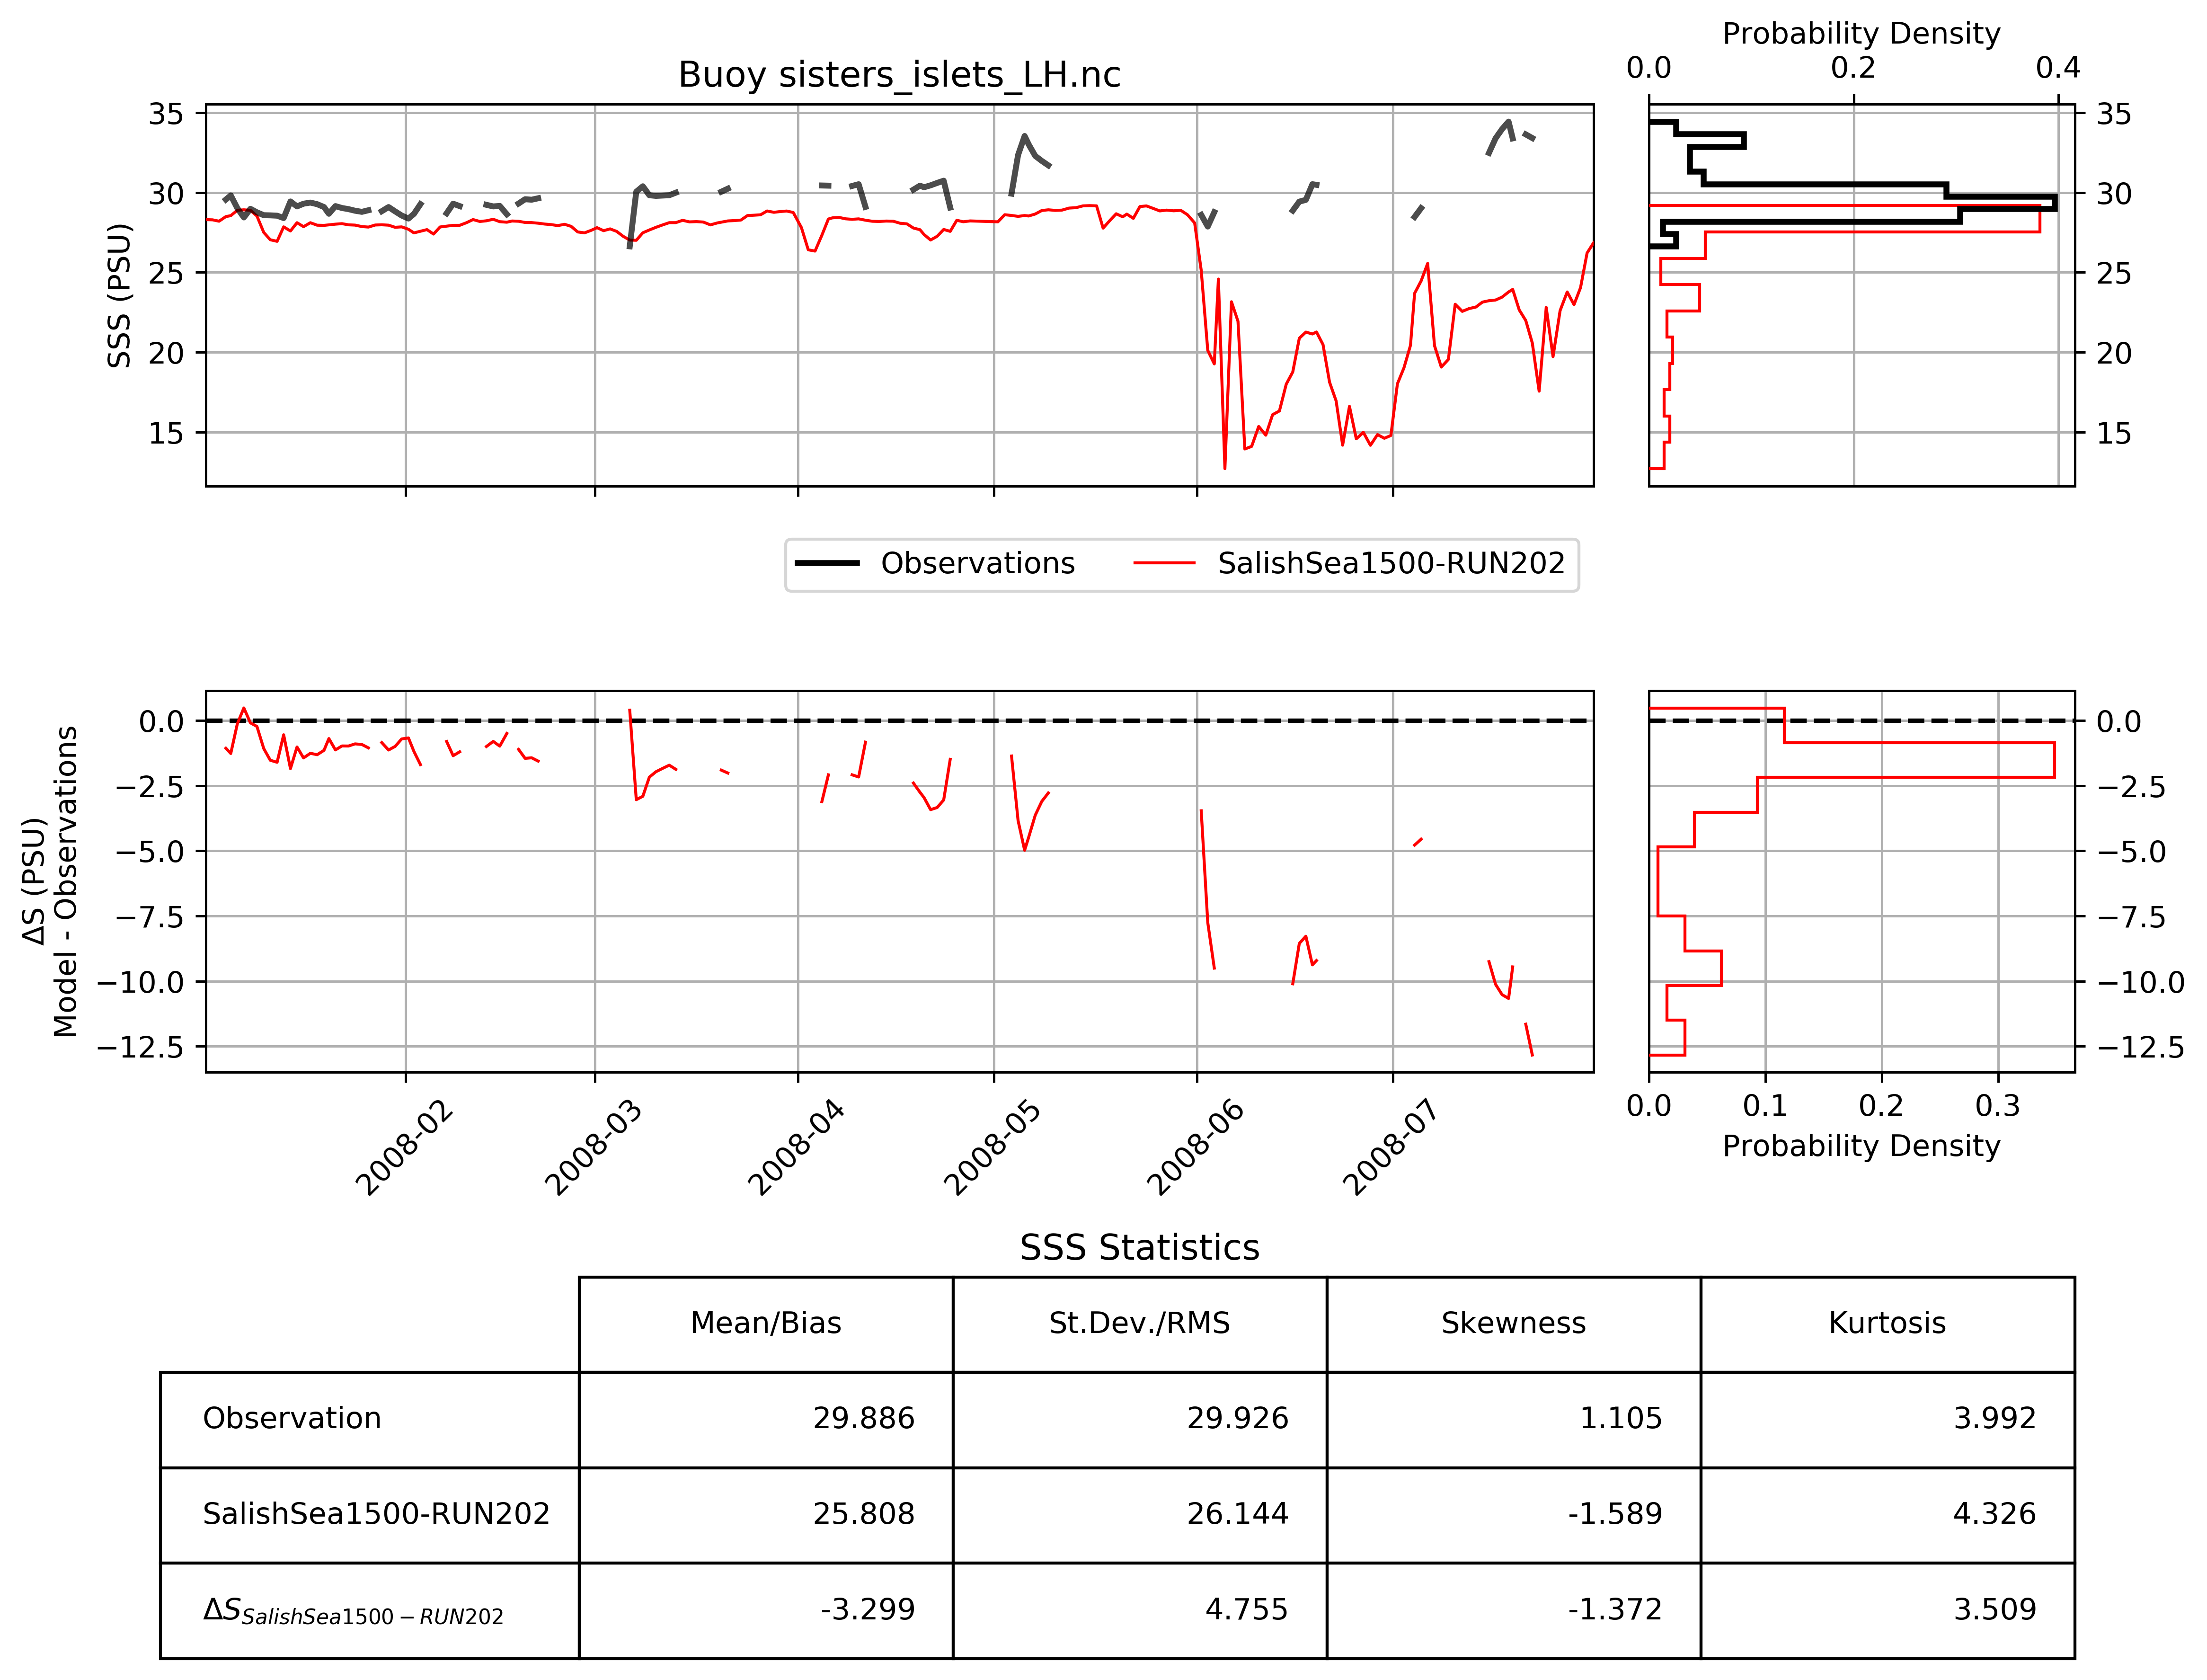 Probability Density
0.0 0.2 0.4
Buoy sisters_islets_LH.nc
35
30
25
20
15
SSS (PSU)
35
30
25
20
15
Observations SalishSea1500-RUN202
0.0
−2.5
−5.0
−7.5
−10.0
−12.5
ΔS (PSU)
Model - Observations
0.0
−2.5
−5.0
−7.5
−10.0
−12.5
2008-02 2008-03 2008-04 2008-05 2008-06 2008-07
0.0 0.1 0.2 0.3
Probability Density
SSS Statistics
Mean/Bias St.Dev./RMS Skewness Kurtosis
Observation 29.886 29.926 1.105 3.992
SalishSea1500-RUN202 25.808 26.144 -1.589 4.326
ΔS SalishSea1500−RUN202 -3.299 4.755 -1.372 3.509